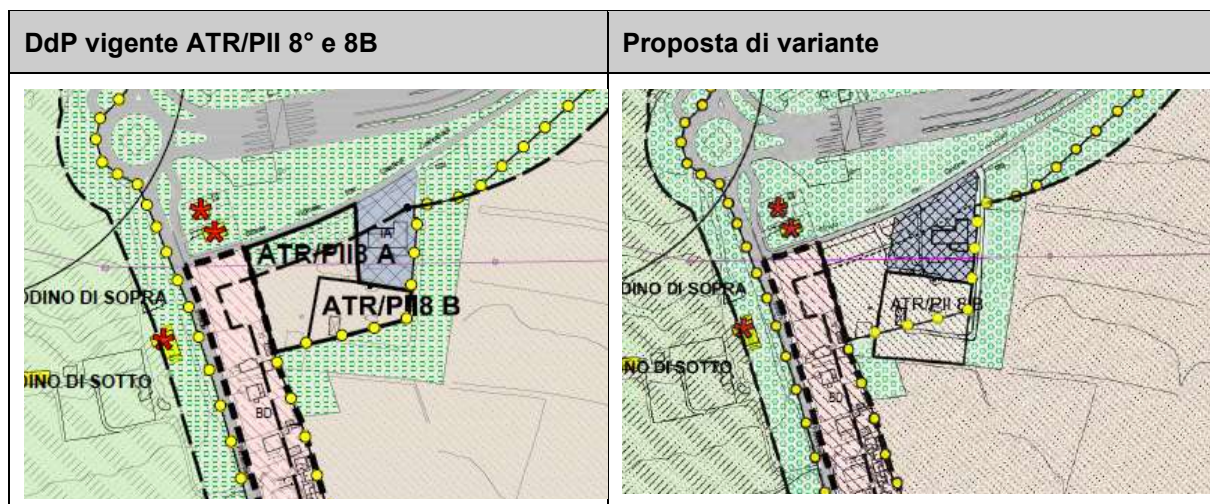 DdP vigente ATR/PII 8° e 8B
Proposta di variante
ATR/PII8 A
IA
ATR/PII8 B
ODINO DI SOPRA
DINO DI SOTTO
BD
ATR/PII 8 B
DINO DI SOPRA
NO DI SOTTO
BD